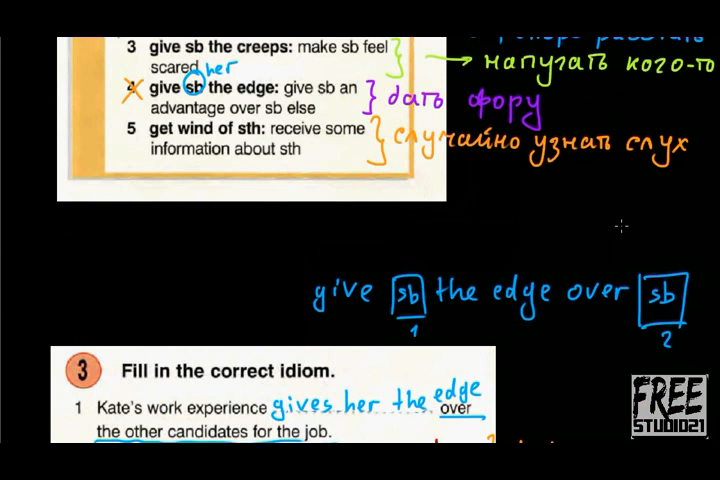 3 give sb the creeps: make sb feel
scared
her
→ напугать кого-то
4 give sb the edge: give sb an
advantage over sb else
дать фору
5 get wind of sth: receive some
information about sth
случайно узнать слух
give sb the edge over sb
1 2
3 Fill in the correct idiom.
1 Kate's work experience gives her the edge over
the other candidates for the job.
FREE
STUDIO21